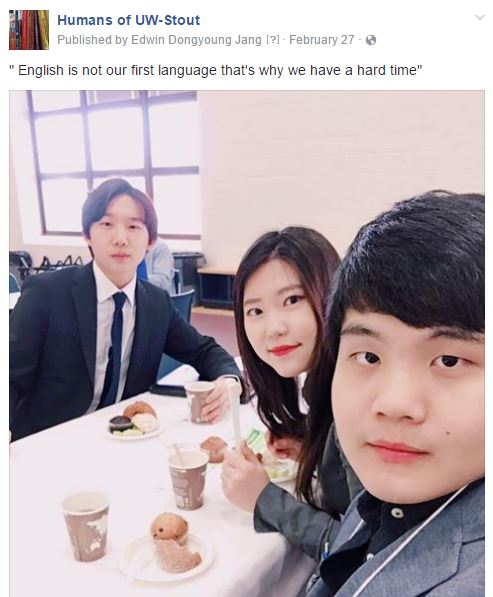 Humans of UW-Stout
Published by Edwin Dongyoung Jang [?] · February 27 ·
" English is not our first language that's why we have a hard time"